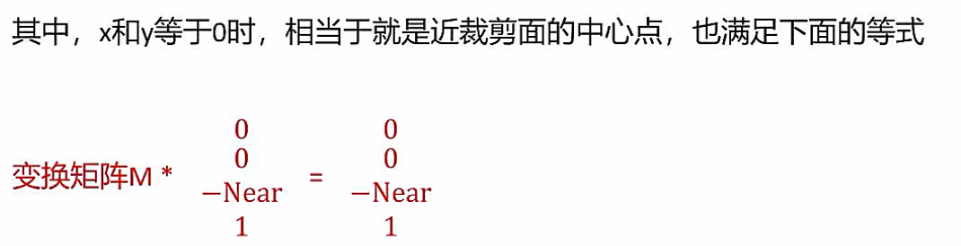 其中，x和y等于0时，相当于就是近裁剪面的中心点，也满足下面的等式
0 0
0 0
变换矩阵M * =
−Near −Near
1 1